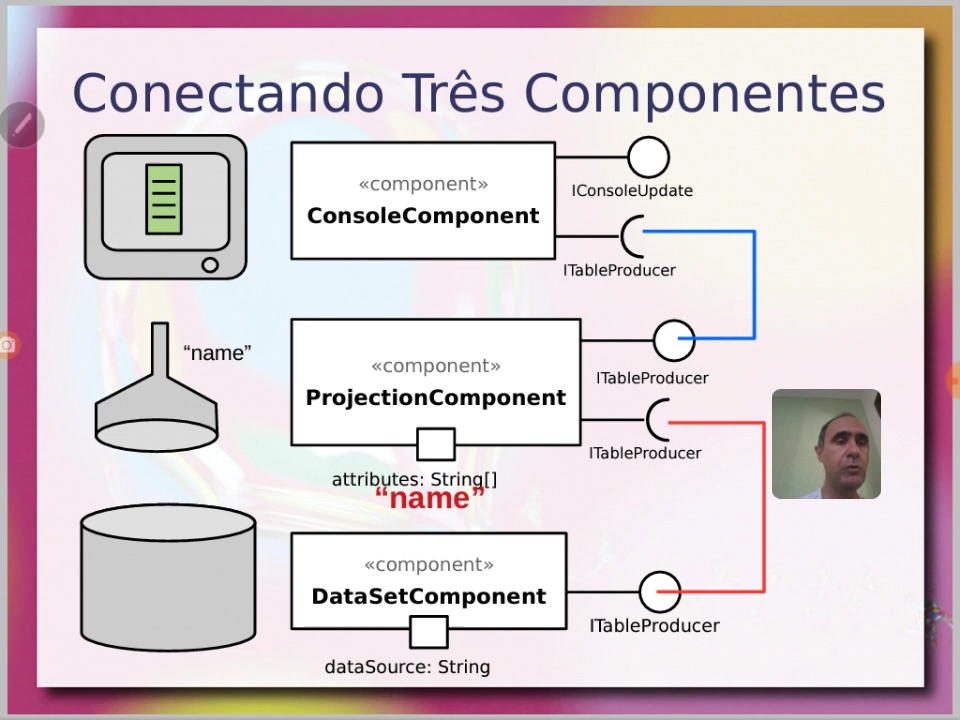 Conectando Três Componentes
«component»
ConsoleComponent
IConsoleUpdate
ITableProducer
“name”
«component»
ProjectionComponent
ITableProducer
ITableProducer
attributes: String[]
“name”
«component»
DataSetComponent
ITableProducer
dataSource: String